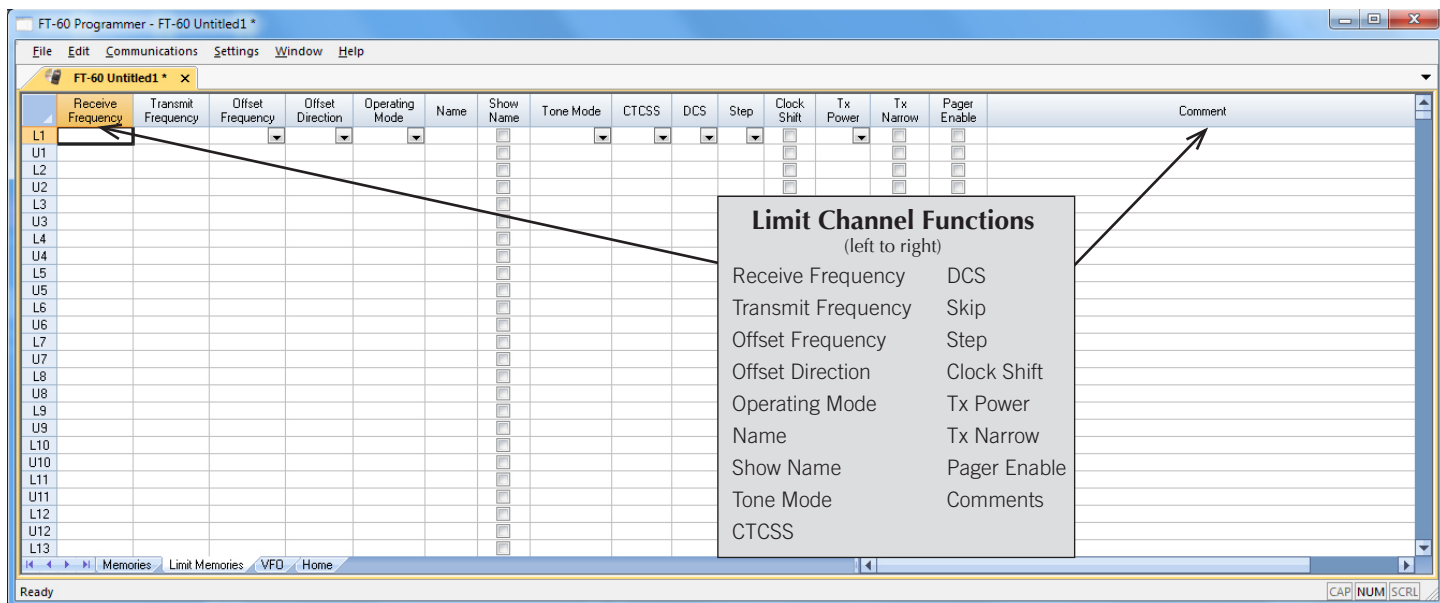 FT-60 Programmer - FT-60 Untitled1 *
File Edit Communications Settings Window Help
FT-60 Untitled1 * x
Receive Frequency Transmit Frequency Offset Frequency Offset Direction Operating Mode Name Show Name Tone Mode CTCSS DCS Step Clock Shift Tx Power Tx Narrow Pager Enable Comment
L1
U1
L2
U2
L3
U3
L4
U4
L5
U5
L6
U6
L7
U7
L8
U8
L9
U9
L10
U10
L11
U11
L12
U12
L13
Limit Channel Functions
(left to right)
Receive Frequency
Transmit Frequency
Offset Frequency
Offset Direction
Operating Mode
Name
Show Name
Tone Mode
CTCSS
DCS
Skip
Step
Clock Shift
Tx Power
Tx Narrow
Pager Enable
Comments
Memories Limit Memories VFO Home
Ready CAP NUM SCRL